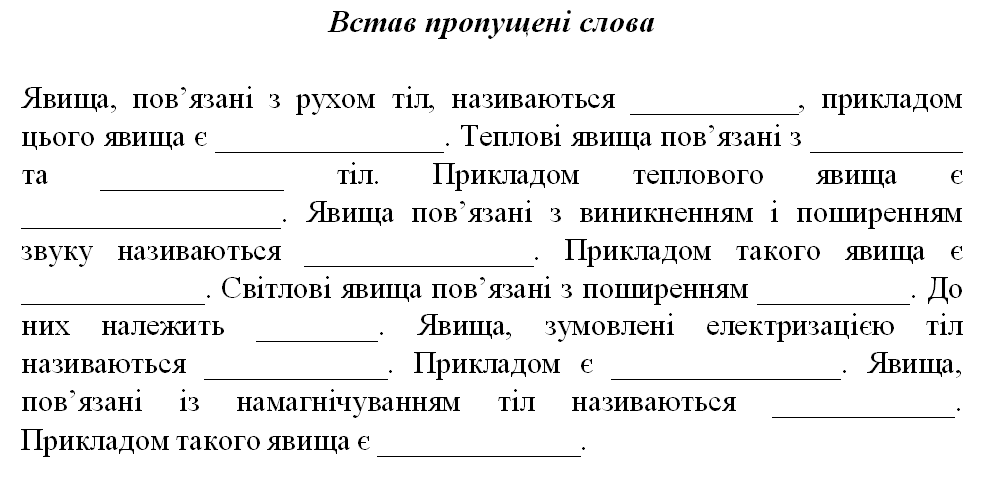 Встав пропущені слова
Явища, пов’язані з рухом тіл, називаються ___________, прикладом
цього явища є _______________. Теплові явища пов’язані з __________
та ____________ тіл. Прикладом теплового явища є
_________________. Явища пов’язані з виникненням і поширенням
звуку називаються _______________. Прикладом такого явища є
____________. Світлові явища пов’язані з поширенням __________. До
них належить ________. Явища, зумовлені електризацією тіл
називаються ____________. Прикладом є _______________. Явища,
пов’язані із намагнічуванням тіл називаються ____________.
Прикладом такого явища є _____________.